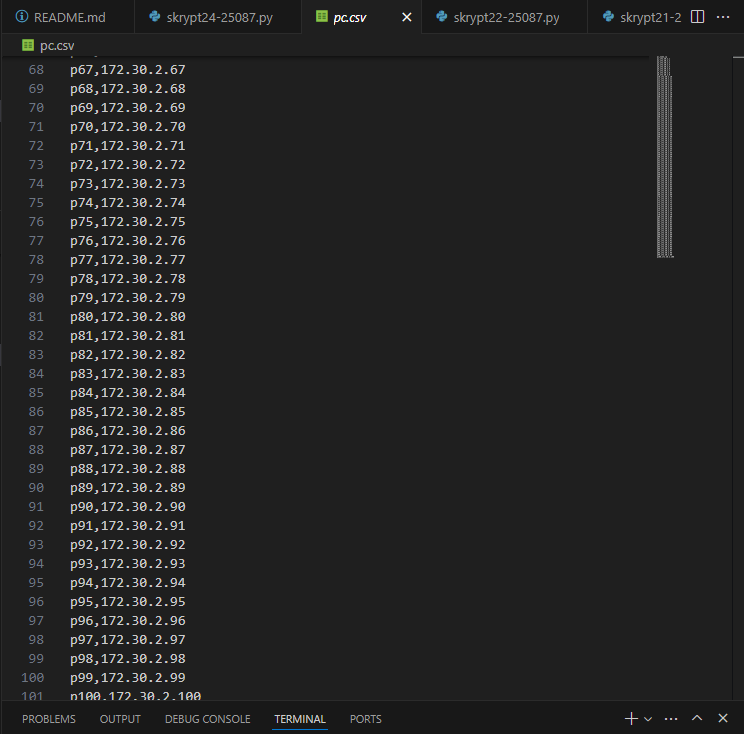 README.md skrypt24-25087.py pc.csv skrypt22-25087.py skrypt21-2
pc.csv
68 p67,172.30.2.67
69 p68,172.30.2.68
70 p69,172.30.2.69
71 p70,172.30.2.70
72 p71,172.30.2.71
73 p72,172.30.2.72
74 p73,172.30.2.73
75 p74,172.30.2.74
76 p75,172.30.2.75
77 p76,172.30.2.76
78 p77,172.30.2.77
79 p78,172.30.2.78
80 p79,172.30.2.79
81 p80,172.30.2.80
82 p81,172.30.2.81
83 p82,172.30.2.82
84 p83,172.30.2.83
85 p84,172.30.2.84
86 p85,172.30.2.85
87 p86,172.30.2.86
88 p87,172.30.2.87
89 p88,172.30.2.88
90 p89,172.30.2.89
91 p90,172.30.2.90
92 p91,172.30.2.91
93 p92,172.30.2.92
94 p93,172.30.2.93
95 p94,172.30.2.94
96 p95,172.30.2.95
97 p96,172.30.2.96
98 p97,172.30.2.97
99 p98,172.30.2.98
100 p99,172.30.2.99
101 p100,172.30.2.100
PROBLEMS OUTPUT DEBUG CONSOLE TERMINAL PORTS